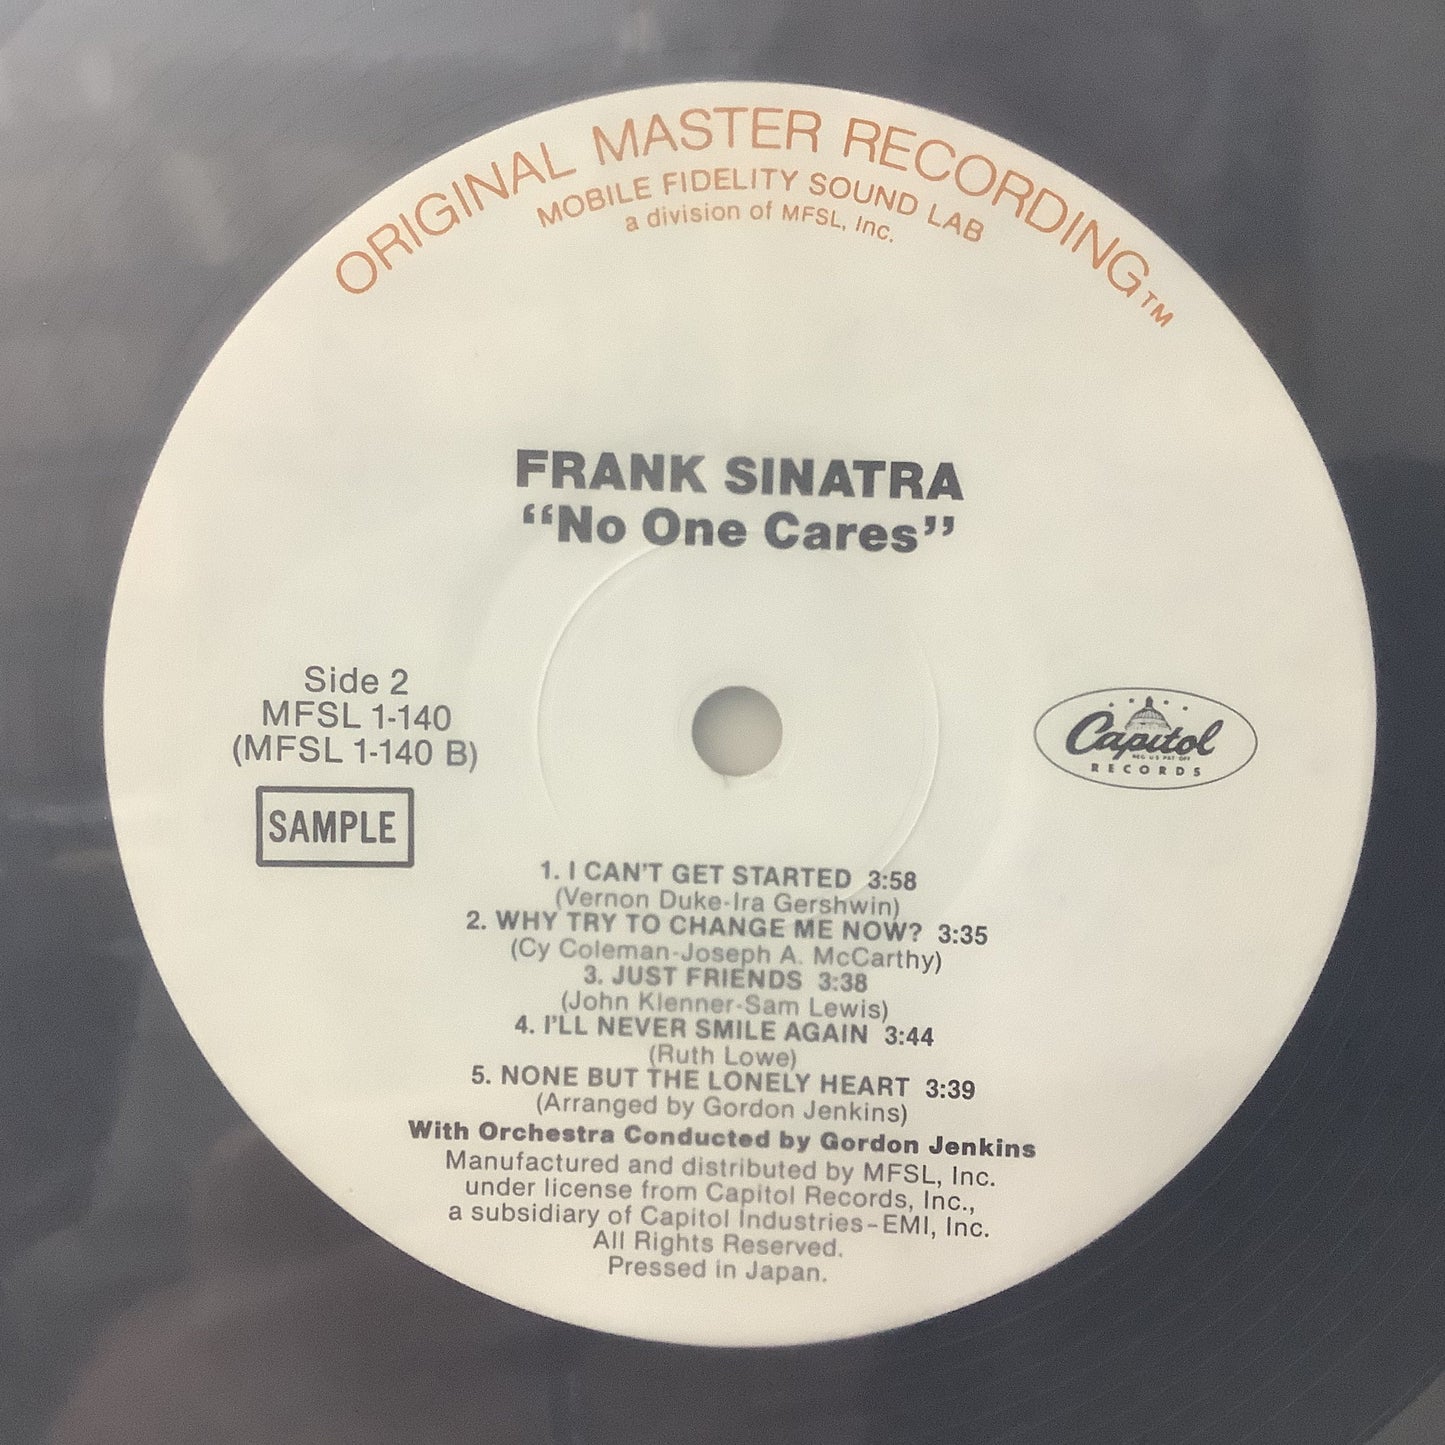 ORIGINAL MASTER RECORDING™
MOBILE FIDELITY SOUND LAB
a division of MFSL, Inc.
FRANK SINATRA
“No One Cares”
Side 2
MFSL 1-140
(MFSL 1-140 B)
SAMPLE
Capitol
REG U.S PAT OFF
RECORDS
1. I CAN'T GET STARTED 3:58
(Vernon Duke-Ira Gershwin)
2. WHY TRY TO CHANGE ME NOW? 3:35
(Cy Coleman-Joseph A. McCarthy)
3. JUST FRIENDS 3:38
(John Klenner-Sam Lewis)
4. I'LL NEVER SMILE AGAIN 3:44
(Ruth Lowe)
5. NONE BUT THE LONELY HEART 3:39
(Arranged by Gordon Jenkins)
With Orchestra Conducted by Gordon Jenkins
Manufactured and distributed by MFSL, Inc.
under license from Capitol Records, Inc.,
a subsidiary of Capitol Industries-EMI, Inc.
All Rights Reserved.
Pressed in Japan.